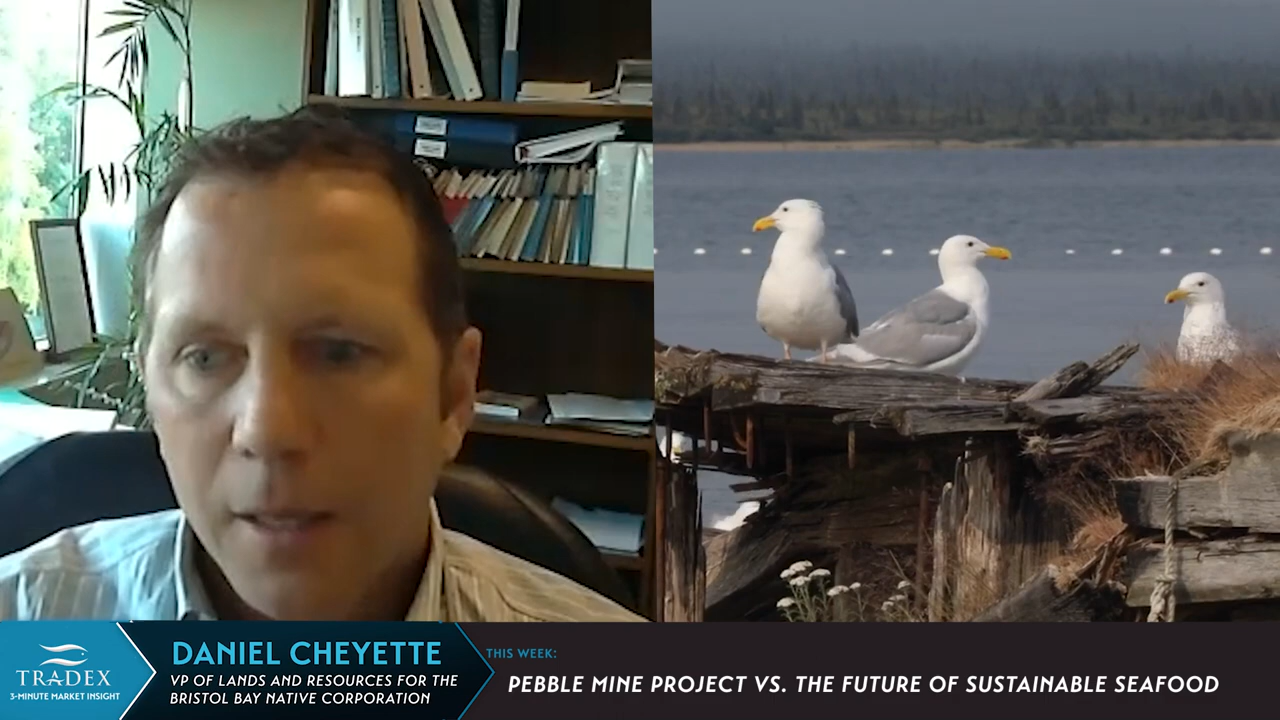 TRADEX
3-MINUTE MARKET INSIGHT
DANIEL CHEYETTE
VP OF LANDS AND RESOURCES FOR THE
BRISTOL BAY NATIVE CORPORATION
THIS WEEK:
PEBBLE MINE PROJECT VS. THE FUTURE OF SUSTAINABLE SEAFOOD